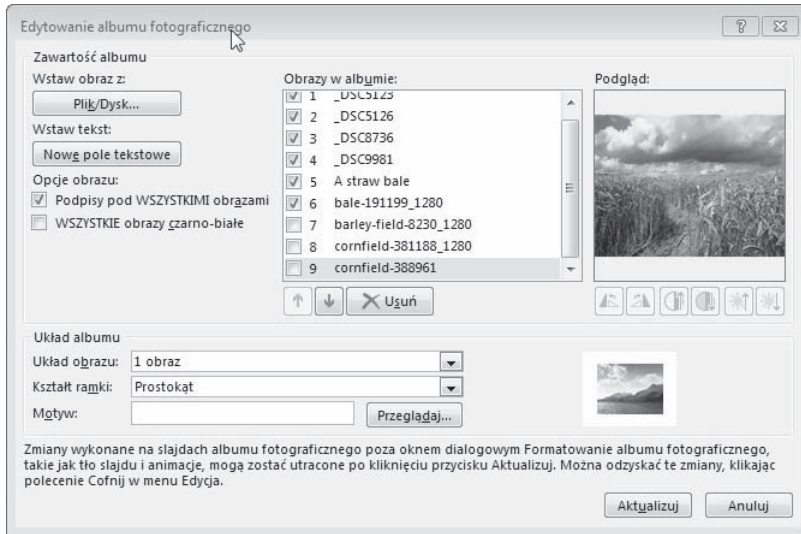 Edytowanie albumu fotograficznego
Zawartość albumu
Wstaw obraz z:
Plik/Dysk...
Wstaw tekst:
Nowe pole tekstowe
Opcje obrazu:
Podpisy pod WSZYSTKIMI obrazami
WSZYSTKIE obrazy czarno-białe
Obrazy w albumie:
1 _DSC5123
2 _DSC5126
3 _DSC8736
4 _DSC9981
5 A straw bale
6 bale-191199_1280
7 barley-field-8230_1280
8 cornfield-381188_1280
9 cornfield-388961
Usuń
Podgląd:
Układ albumu
Układ obrazu: 1 obraz
Kształt ramki: Prostokąt
Motyw:
Przeglądaj...
Zmiany wykonane na slajdach albumu fotograficznego poza oknem dialogowym Formatowanie albumu fotograficznego,
takie jak tło slajdu i animacje, mogą zostać utracone po kliknięciu przycisku Aktualizuj. Można odzyskać te zmiany, klikając
polecenie Cofnij w menu Edycja.
Aktualizuj
Anuluj